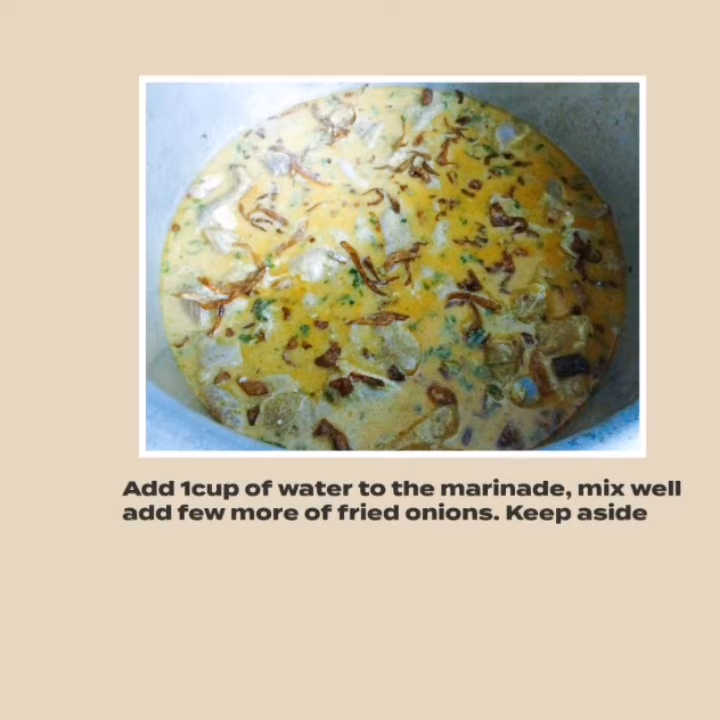 Add 1cup of water to the marinade, mix well
add few more of fried onions. Keep aside